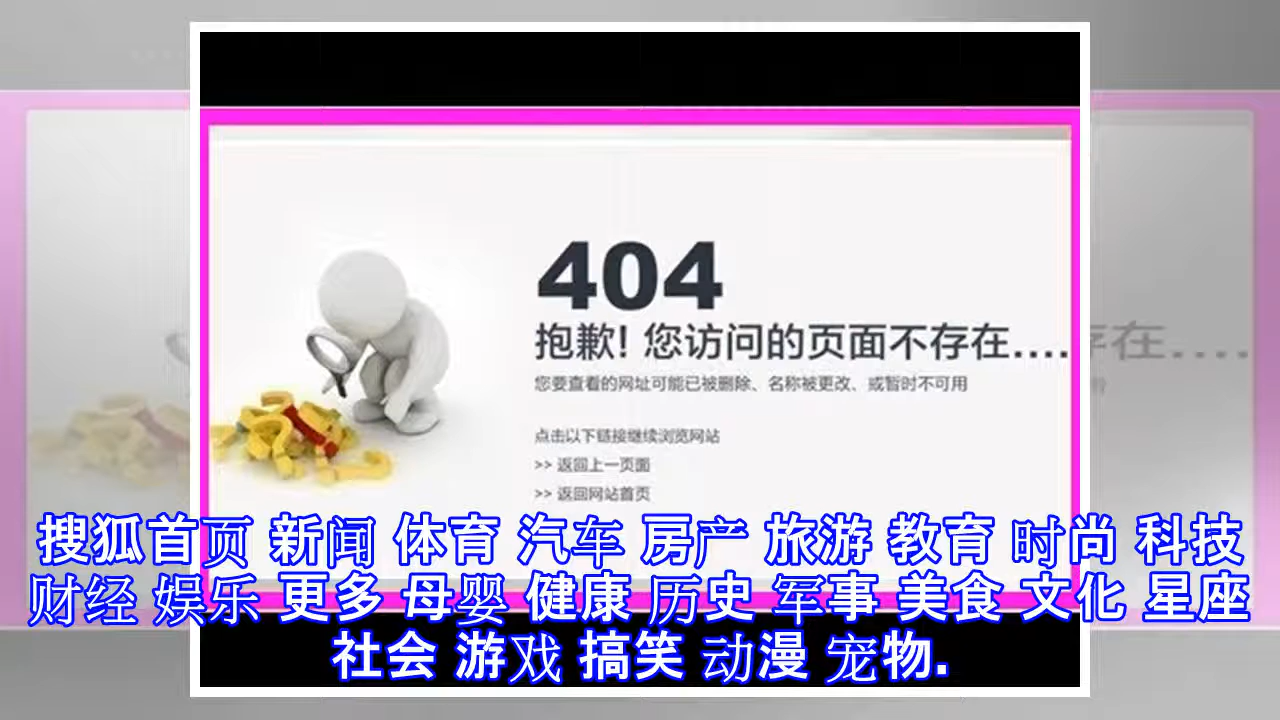 404
抱歉! 您访问的页面不存在....
存在....
您要查看的网址可能已被删除、名称被更改、或暂时不可用
用
点击以下链接继续浏览网站
>> 返回上一页面
>> 返回网站首页
搜狐首页 新闻 体育 汽车 房产 旅游 教育 时尚 科技
财经 娱乐 更多 母婴 健康 历史 军事 美食 文化 星座
社会 游戏 搞笑 动漫 宠物.